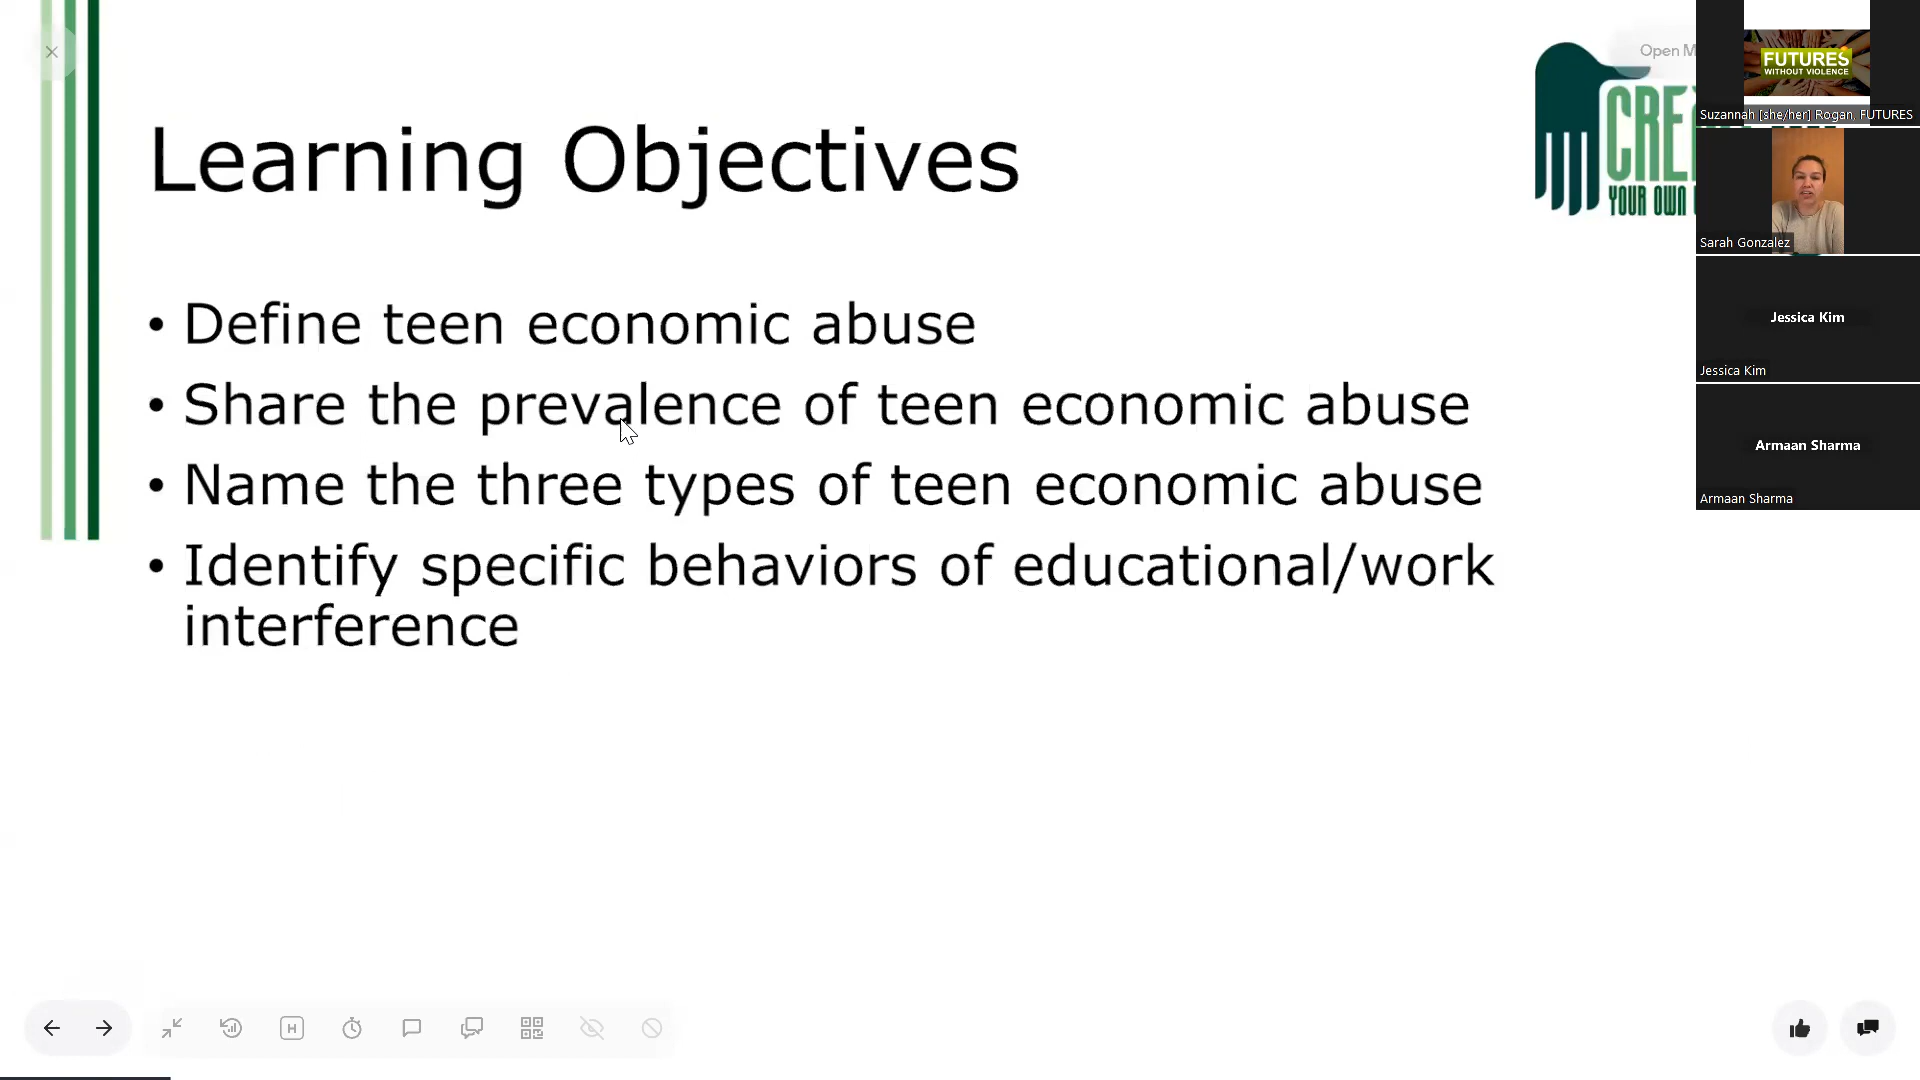 Open M
Learning Objectives
CRE
YOUR OWN
• Define teen economic abuse
• Share the prevalence of teen economic abuse
• Name the three types of teen economic abuse
• Identify specific behaviors of educational/work
interference
FUTURES
WITHOUT VIOLENCE
Suzannah [she/her] Rogan, FUTURES
Sarah Gonzalez
Jessica Kim
Jessica Kim
Armaan Sharma
Armaan Sharma
H